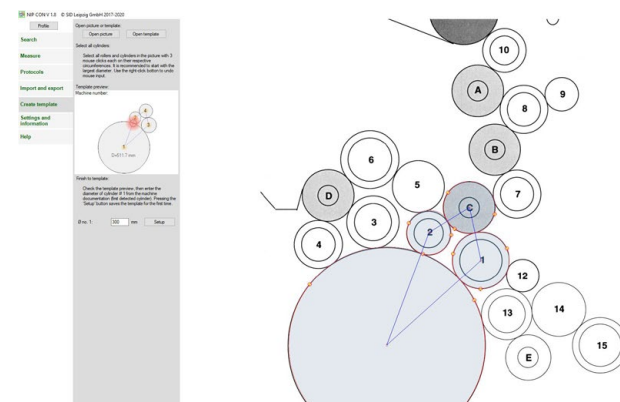 NIP CON V 1.0 © SID Leipzig GmbH 2017-2020
Profile
Search
Measure
Protocols
Import and export
Create template
Settings and
information
Help
Open picture or template:
Open picture
Open template
Select all cylinders:
Select all rollers and cylinders in the picture with 3
mouse clicks each on their respective
circumferences. It is recommended to start with the
largest diameter. Use the right-click button to undo
mouse input.
Template preview:
Machine number:
4
3
1
Finish to template:
Check the template preview, then enter the
diameter of cylinder # 1 from the machine
documentation (first detected cylinder). Pressing the
'Setup' button saves the template for the first time.
Ø no. 1:
300
mm
Setup
10
A
9
8
B
6
5
7
D
C
3
2
4
1
12
13
14
15
E